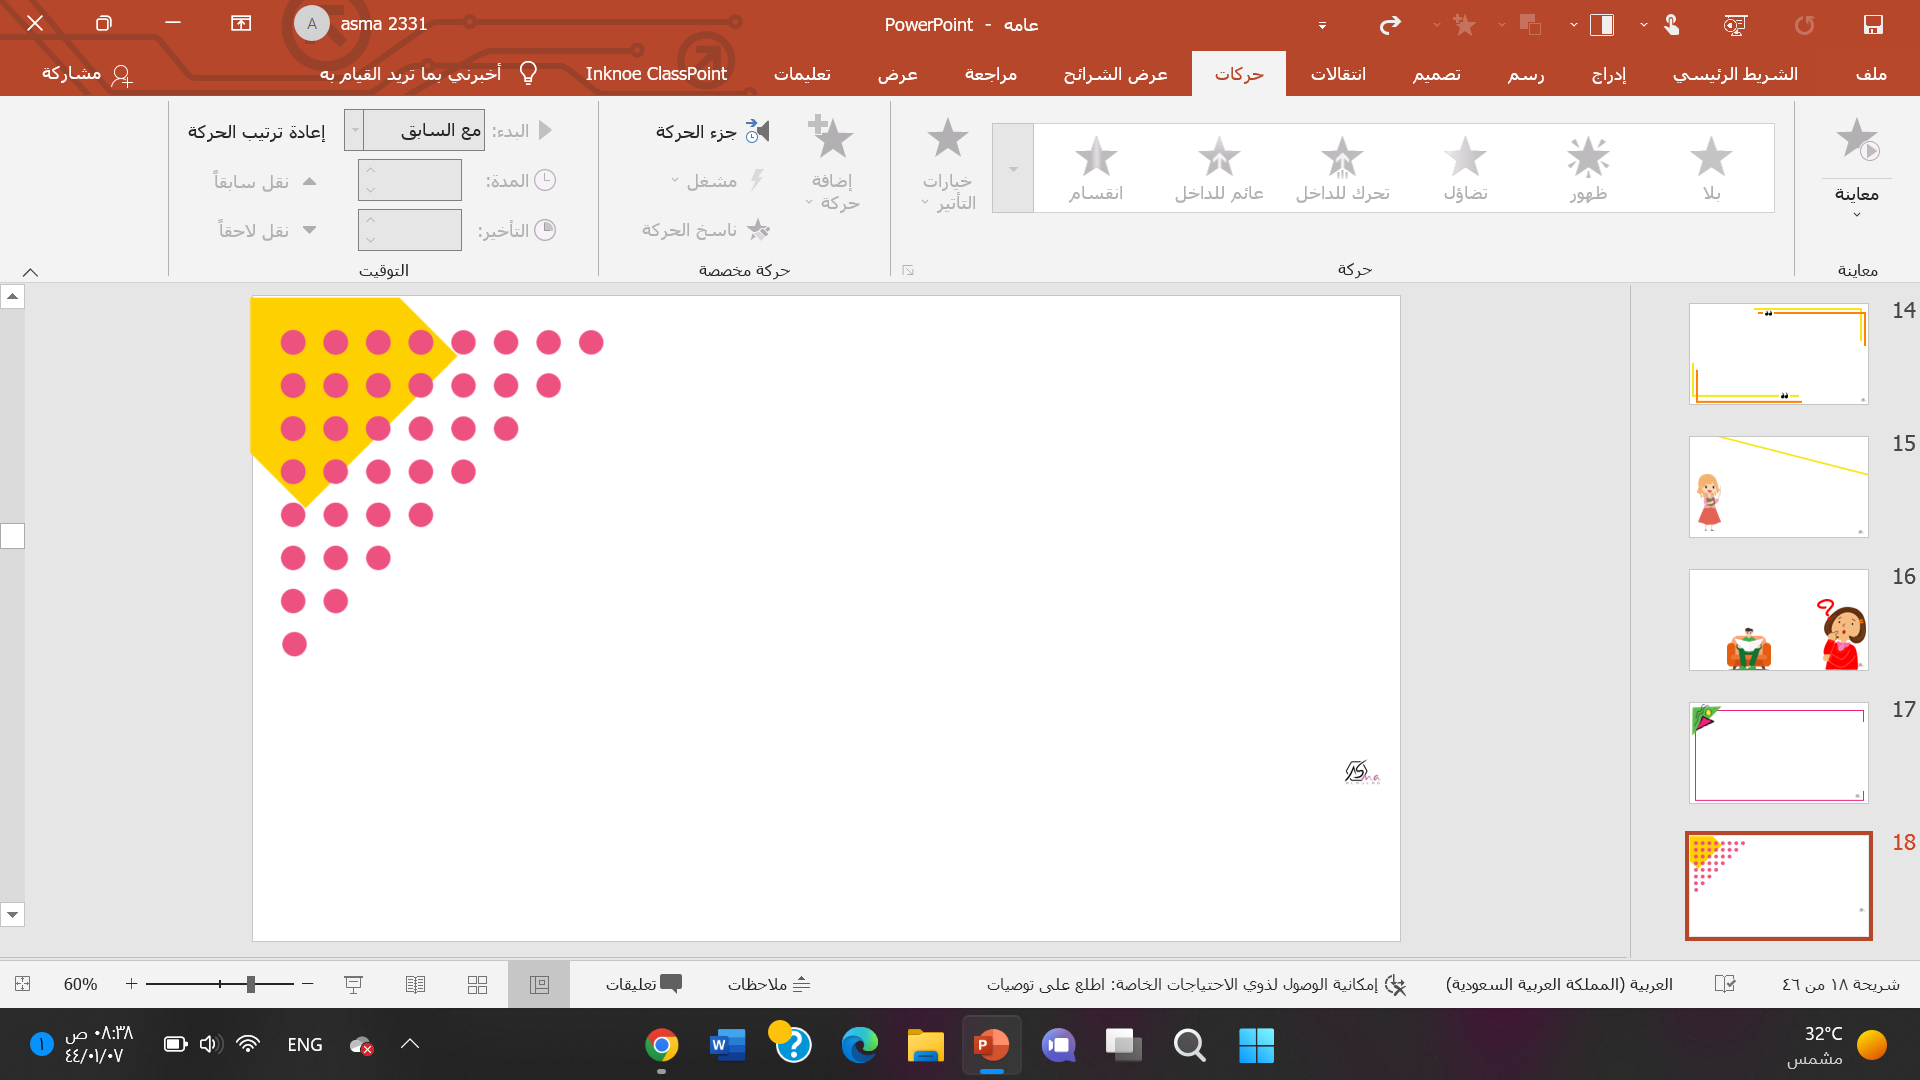 عامه - PowerPoint
asma 2331
A
ملف
الشريط الرئيسي
إدراج
رسم
تصميم
انتقالات
حركات
عرض الشرائح
مراجعة
عرض
تعليمات
Inknoe ClassPoint
أخبرني بما تريد القيام به
مشاركة
معاينة
معاينة
بلا
ظهور
تضاؤل
تحرك للداخل
عائم للداخل
انقسام
خيارات
التأثير
حركة
إضافة
حركة
جزء الحركة
مشغل
ناسخ الحركة
حركة مخصصة
البدء: مع السابق
المدة:
التأخير:
إعادة ترتيب الحركة
نقل سابقاً
نقل لاحقاً
التوقيت
14
15
16
17
18
شريحة ١٨ من ٤٦
العربية (المملكة العربية السعودية)
إمكانية الوصول لذوي الاحتياجات الخاصة: اطلع على توصيات
ملاحظات
تعليقات
60%
32°C
مشمس
ENG
٠٨:٣٨ ص
٤٤/٠١/٠٧
١